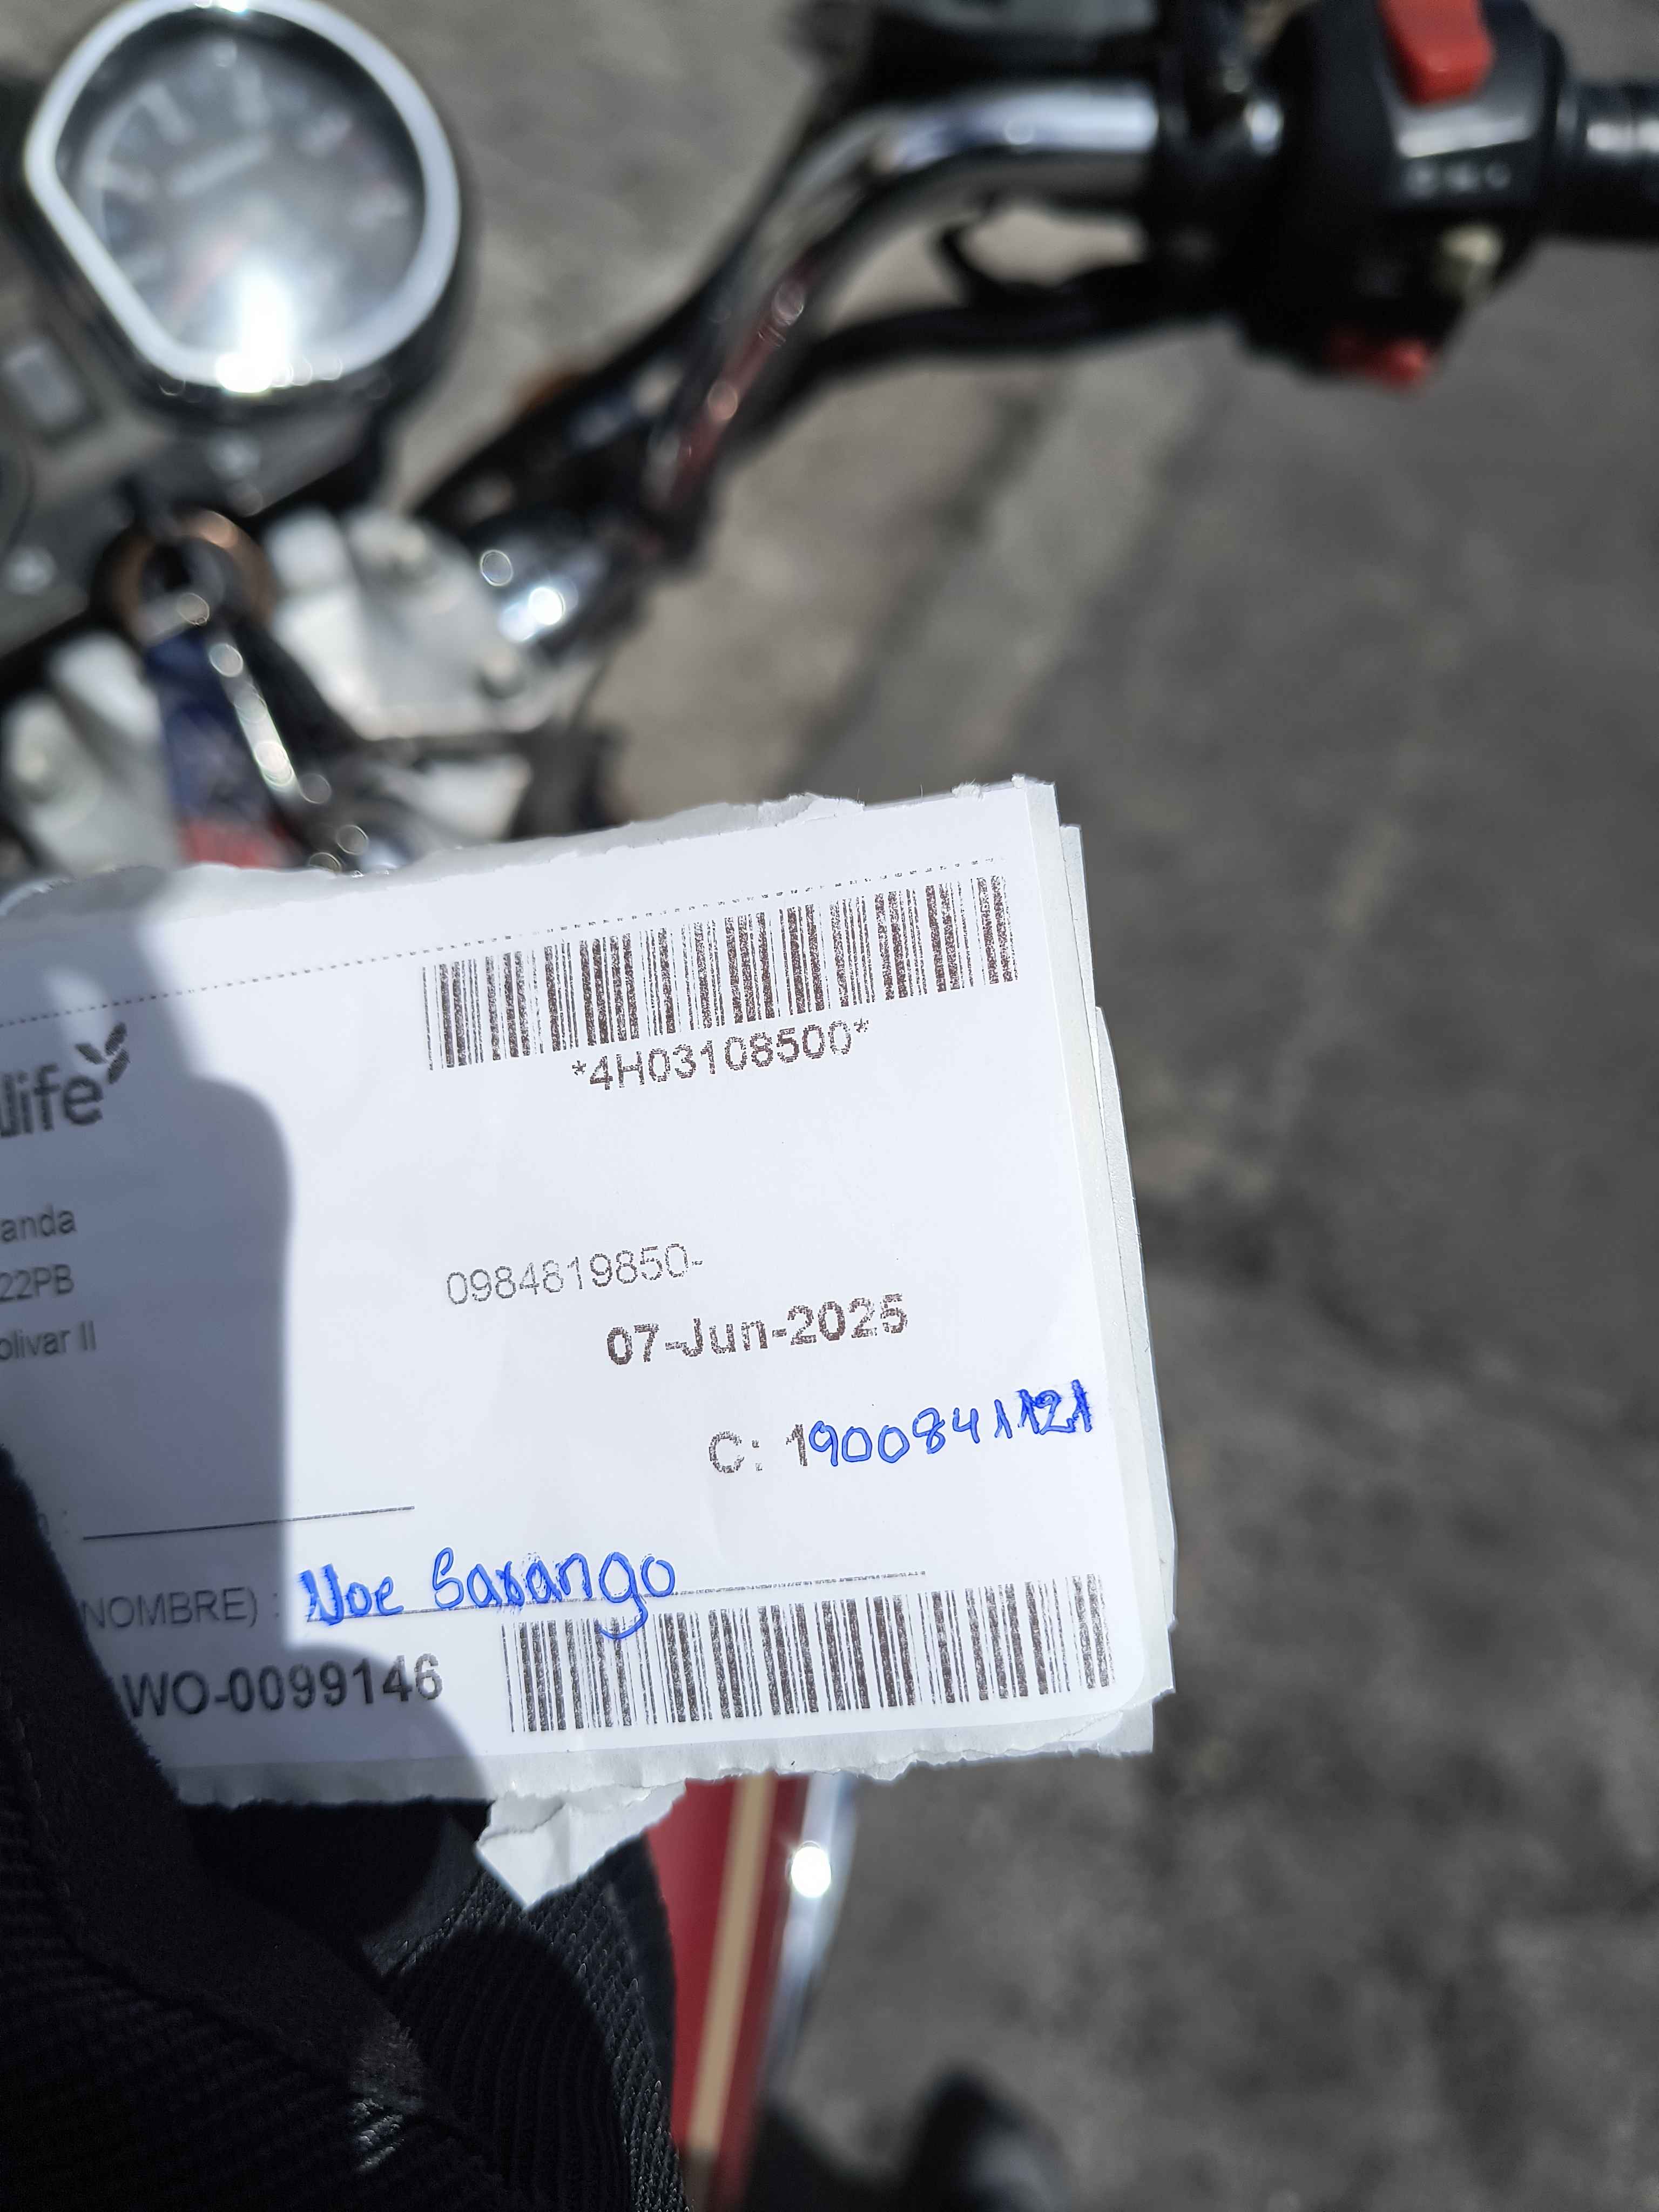 *4H03108500*
life
anda
0984819850-
22PB
07-Jun-2025
olivar II
C: 1900841121
NOMBRE) : Noe Sarango
WO-0099146